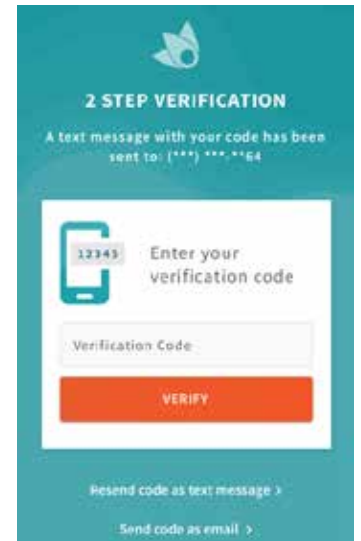 2 STEP VERIFICATION
A text message with your code has been
sent to: (***) ***-**64
12345
Enter your
verification code
Verification Code
VERIFY
Resend code as text message >
Send code as email >